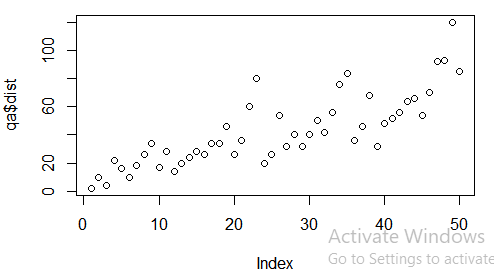 qa$dist
0 20 60 100
0 10 20 30 40 50
Index
Activate Windows
Go to Settings to activate